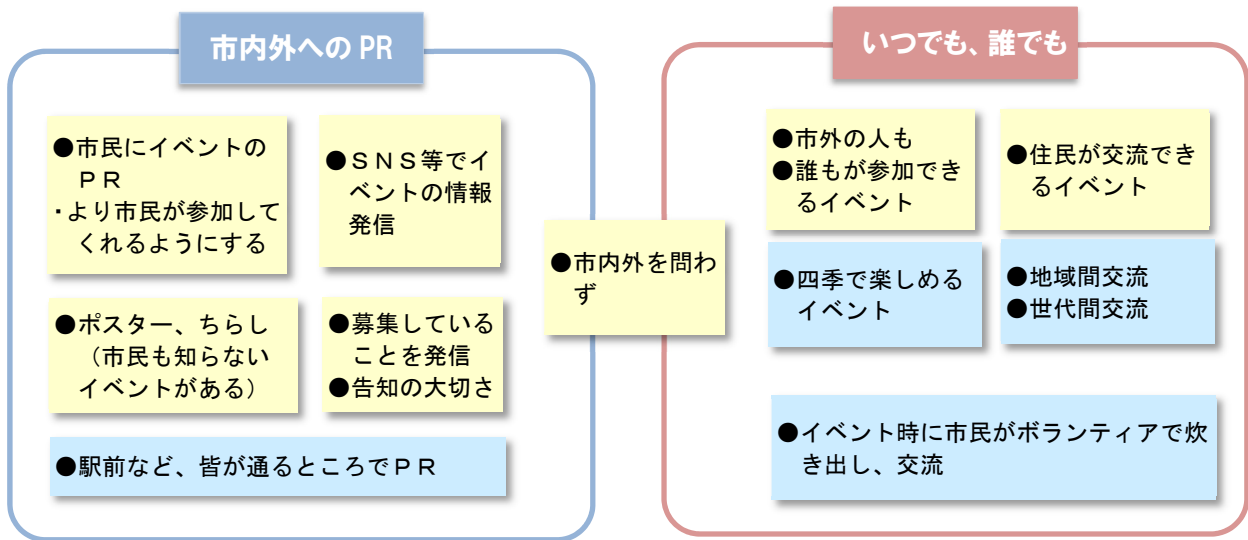 市内外への PR
●市民にイベントの
ＰＲ
・より市民が参加して
くれるようにする
●ＳＮＳ等でイ
ベントの情報
発信
●ポスター、ちらし
（市民も知らない
イベントがある）
●募集している
ことを発信
●告知の大切さ
●駅前など、皆が通るところでＰＲ
●市内外を問わ
ず
いつでも、誰でも
●市外の人も
●誰もが参加でき
るイベント
●住民が交流でき
るイベント
●四季で楽しめる
イベント
●地域間交流
●世代間交流
●イベント時に市民がボランティアで炊
き出し、交流